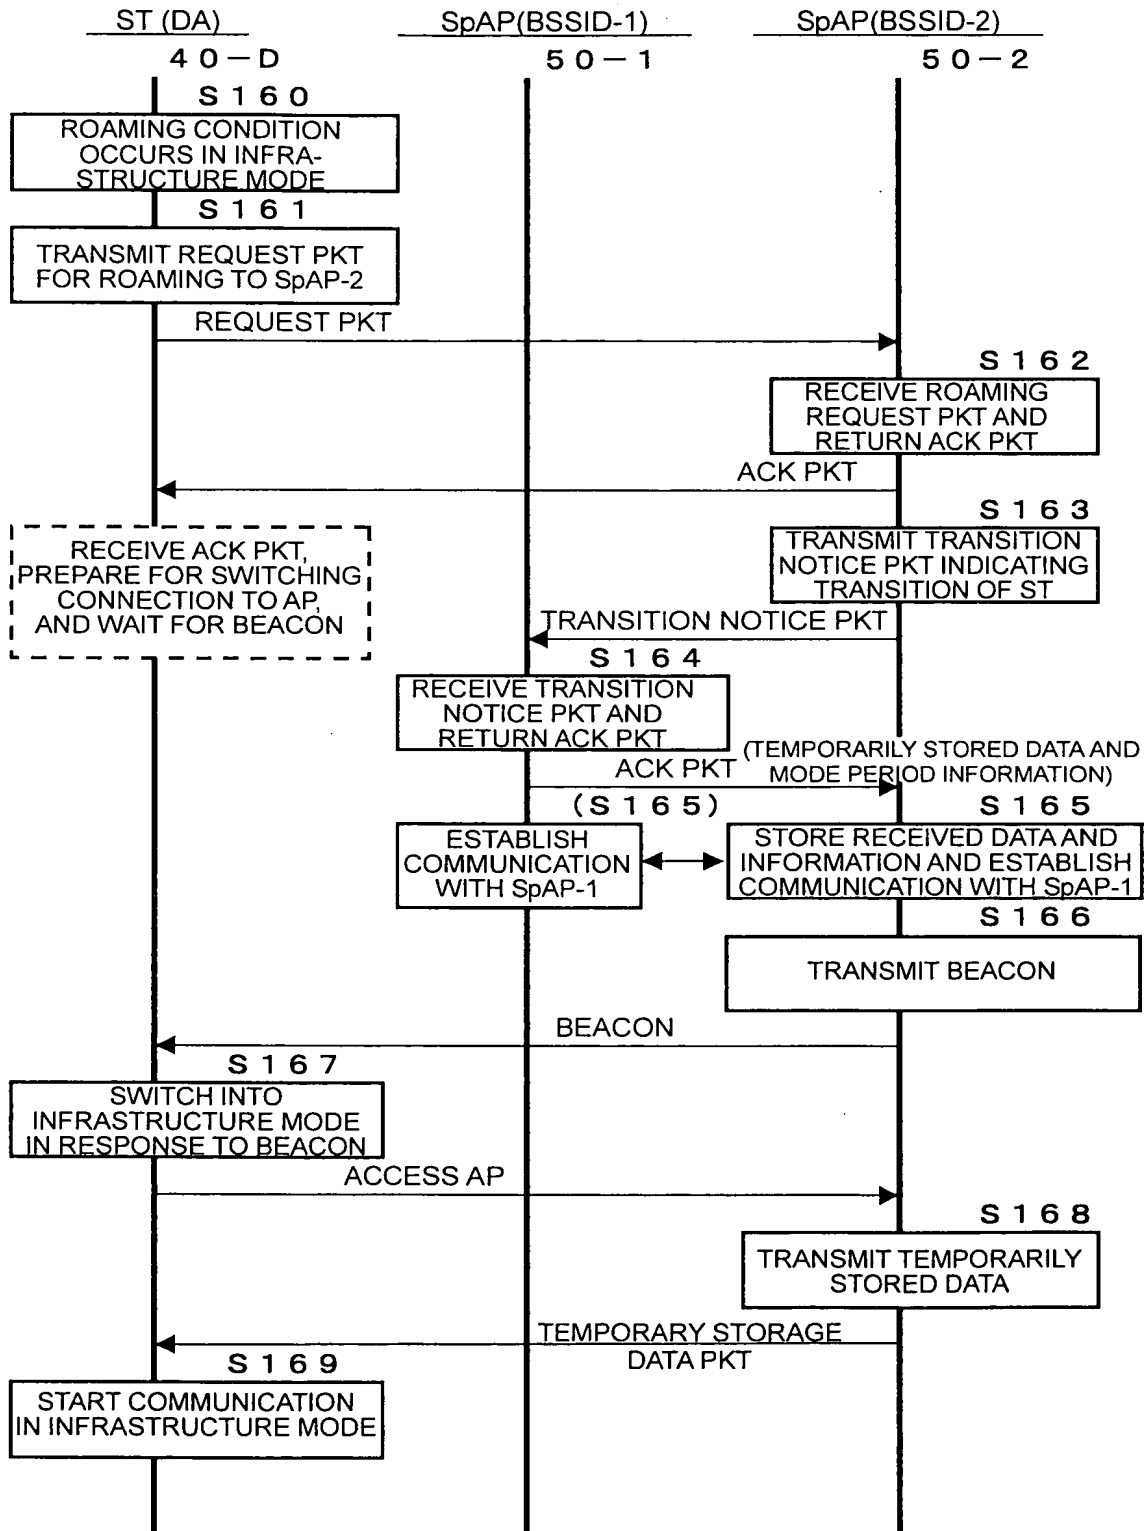 ST (DA)
SpAP(BSSID-1)
SpAP(BSSID-2)
40-D
50-1
50-2
S160
ROAMING CONDITION
OCCURS IN INFRA-
STRUCTURE MODE
S161
TRANSMIT REQUEST PKT
FOR ROAMING TO SpAP-2
REQUEST PKT
S162
RECEIVE ROAMING
REQUEST PKT AND
RETURN ACK PKT
ACK PKT
S163
RECEIVE ACK PKT,
PREPARE FOR SWITCHING
CONNECTION TO AP,
AND WAIT FOR BEACON
TRANSMIT TRANSITION
NOTICE PKT INDICATING
TRANSITION OF ST
TRANSITION NOTICE PKT
S164
RECEIVE TRANSITION
NOTICE PKT AND
RETURN ACK PKT
ACK PKT
(TEMPORARILY STORED DATA AND
MODE PERIOD INFORMATION)
(S165)
S165
ESTABLISH
COMMUNICATION
WITH SpAP-1
STORE RECEIVED DATA AND
INFORMATION AND ESTABLISH
COMMUNICATION WITH SpAP-1
S166
TRANSMIT BEACON
BEACON
S167
SWITCH INTO
INFRASTRUCTURE MODE
IN RESPONSE TO BEACON
ACCESS AP
S168
TRANSMIT TEMPORARILY
STORED DATA
TEMPORARY STORAGE
DATA PKT
S169
START COMMUNICATION
IN INFRASTRUCTURE MODE